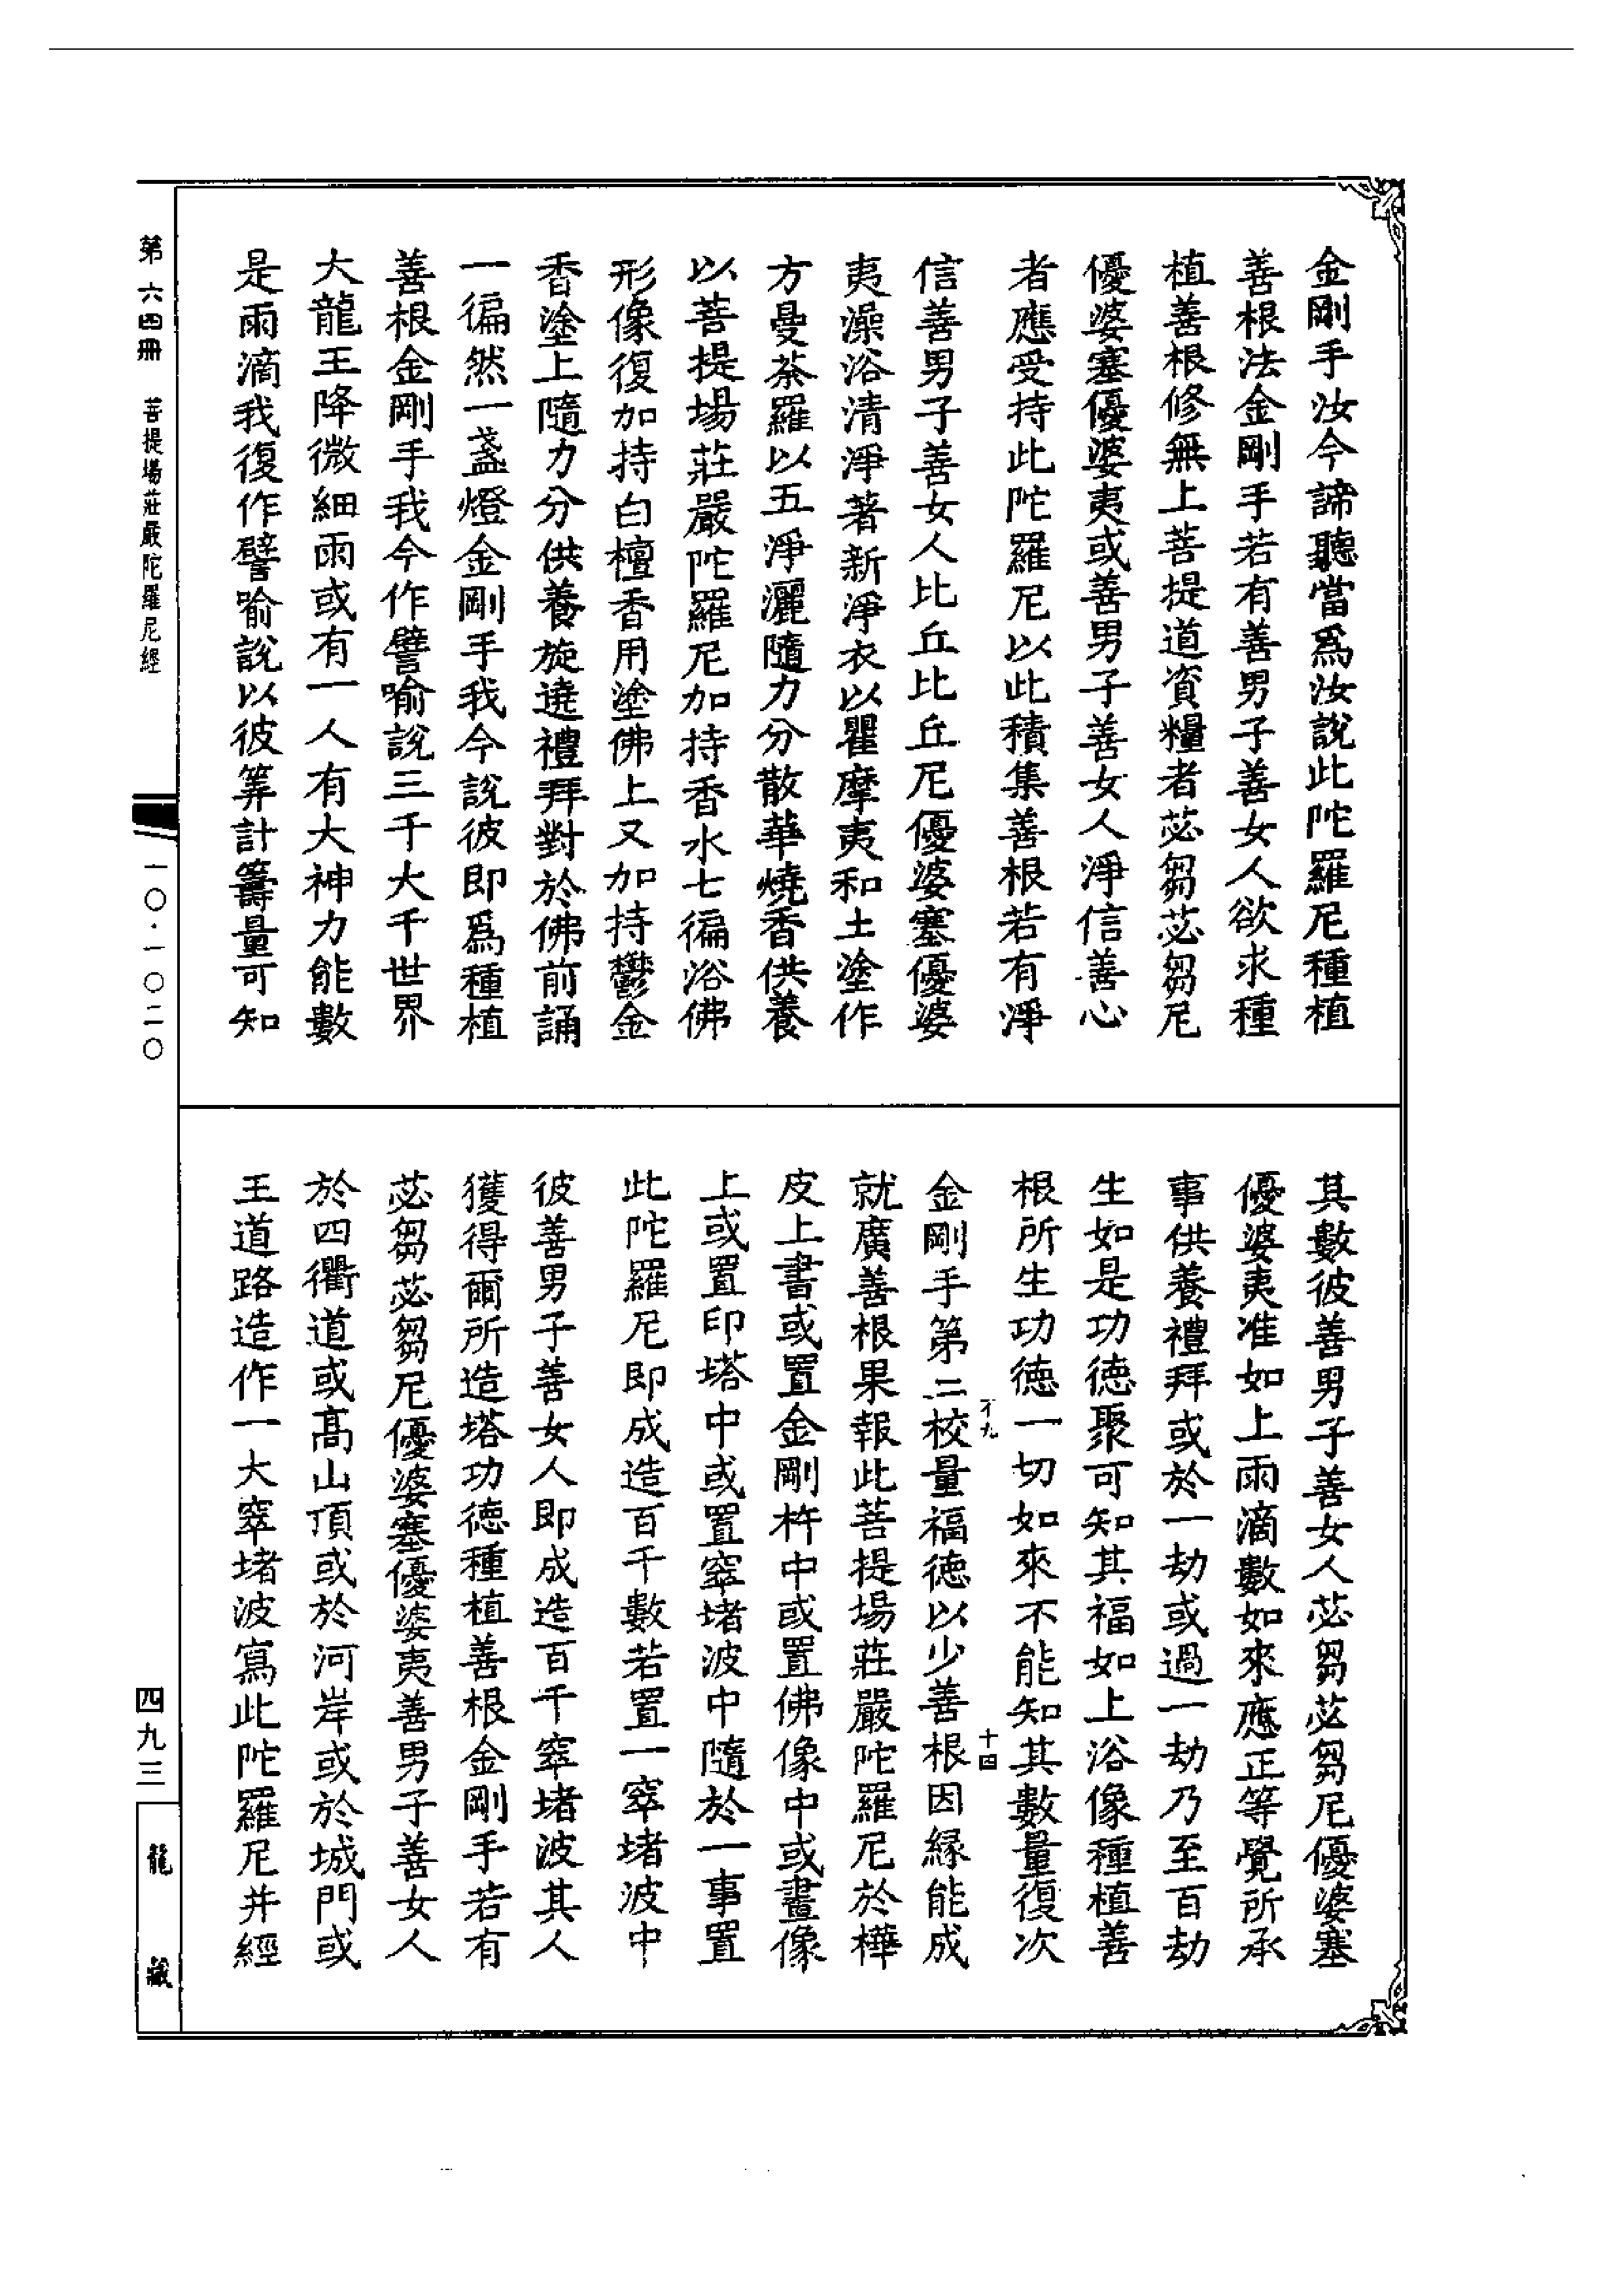 金剛手汝今諦聽當爲汝說此陀羅尼種植
善根法金剛手若有善男子善女人欲求種
植善根修無上菩提道資糧者苾芻苾芻尼
優婆塞優婆夷或善男子善女人淨信善心
者應受持此陀羅尼以此積集善根若有淨
信善男子善女人比丘比丘尼優婆塞優婆
夷澡浴清淨著新淨衣以瞿摩夷和土塗作
方曼荼羅以五淨灑隨力分散華燒香供養
以菩提場莊嚴陀羅尼加持香水七徧浴佛
形像復加持白檀香用塗佛上又加持鬱金
香塗上隨力分供養旋遶禮拜對於佛前誦
一徧然一盞燈金剛手我今說彼即爲種植
善根金剛手我今作譬喻說三千大千世界
大龍王降微細雨或有一人有大神力能數
是雨滴我復作譬喻說以彼筭計籌量可知
其數彼善男子善女人苾芻苾芻尼優婆塞
優婆夷准如上雨滴數如來應正等覺所承
事供養禮拜或於一劫或過一劫乃至百劫
生如是功德聚可知其福如上浴像種植善
根所生功德一切如來不能知其數量復次
不九
十四
金剛手第二校量福德以少善根因緣能成
就廣善根果報此菩提場莊嚴陀羅尼於樺
皮上書或置金剛杵中或置佛像中或畫像
上或置印塔中或置窣堵波中隨於一事置
此陀羅尼即成造百千數若置一窣堵波中
彼善男子善女人即成造百千窣堵波其人
獲得爾所造塔功德種植善根金剛手若有
苾芻苾芻尼優婆塞優婆夷善男子善女人
於四衢道或高山頂或於河岸或於城門或
王道路造作一大窣堵波寫此陀羅尼并經
第六四冊 菩提場莊嚴陀羅尼經
一〇·一〇二〇
四九三
龍藏